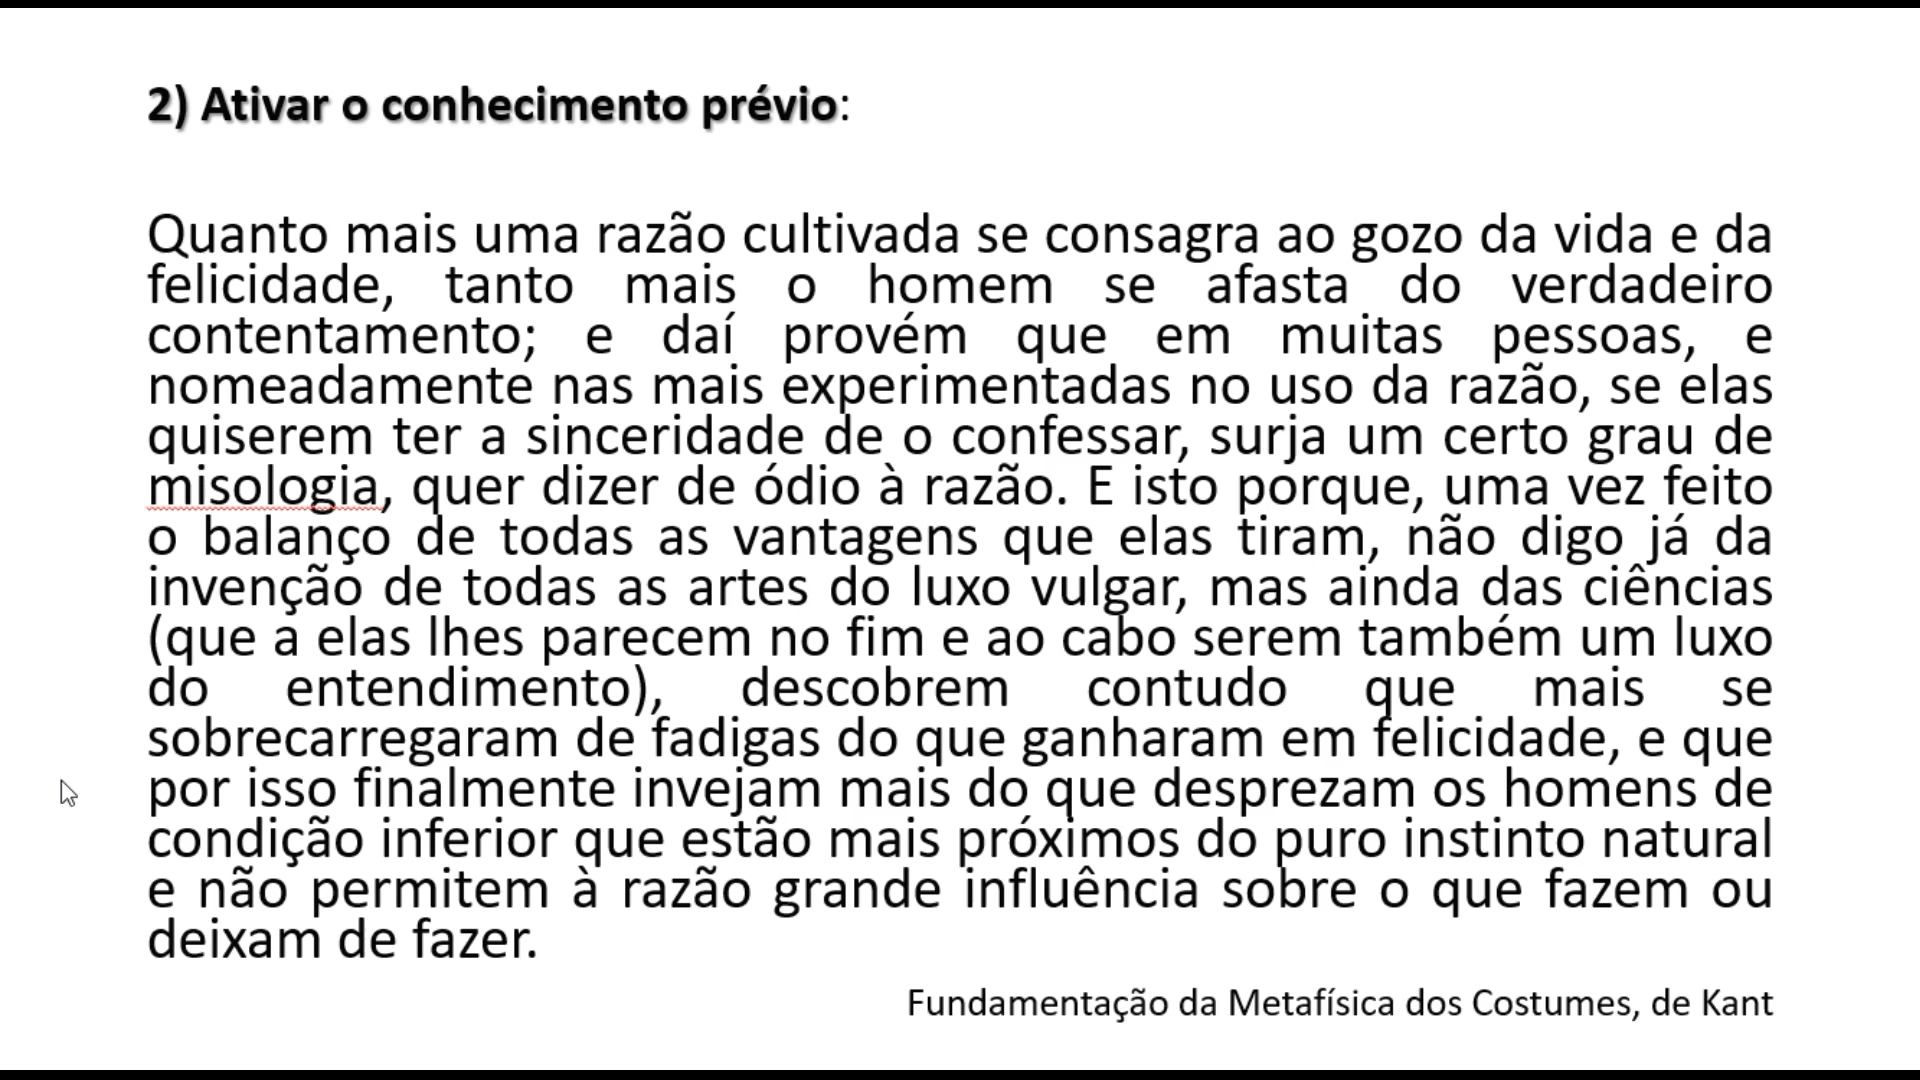 2) Ativar o conhecimento prévio:
Quanto mais uma razão cultivada se consagra ao gozo da vida e da
felicidade, tanto mais o homem se afasta do verdadeiro
contentamento; e daí provém que em muitas pessoas, e
nomeadamente nas mais experimentadas no uso da razão, se elas
quiserem ter a sinceridade de o confessar, surja um certo grau de
misologia, quer dizer de ódio à razão. E isto porque, uma vez feito
o balanço de todas as vantagens que elas tiram, não digo já da
invenção de todas as artes do luxo vulgar, mas ainda das ciências
(que a elas lhes parecem no fim e ao cabo serem também um luxo
do entendimento), descobrem contudo que mais se
sobrecarregaram de fadigas do que ganharam em felicidade, e que
por isso finalmente invejam mais do que desprezam os homens de
condição inferior que estão mais próximos do puro instinto natural
e não permitem à razão grande influência sobre o que fazem ou
deixam de fazer.
Fundamentação da Metafísica dos Costumes, de Kant